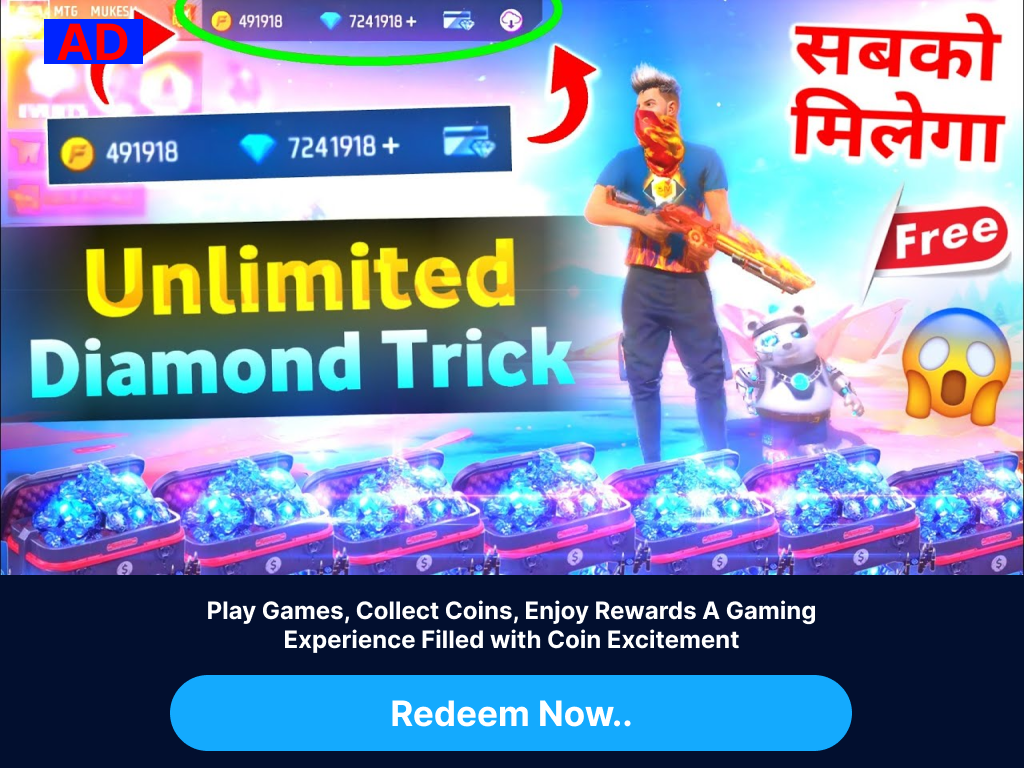 MTG MUKESH
491918 7241918 +
AD
491918 7241918 +
सबको
मिलेगा
Free
Unlimited
Diamond Trick
Play Games, Collect Coins, Enjoy Rewards A Gaming
Experience Filled with Coin Excitement
Redeem Now..